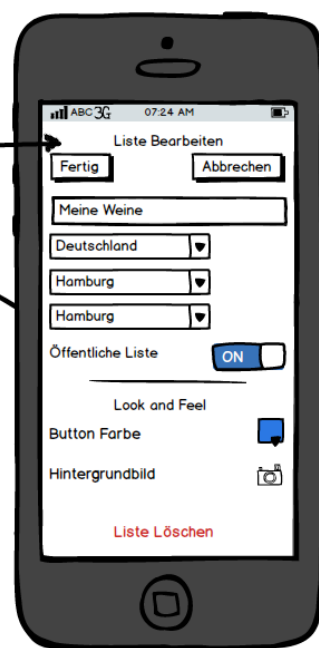 ABC 3G 07:24 AM
Liste Bearbeiten
Fertig Abbrechen
Meine Weine
Deutschland
Hamburg
Hamburg
Öffentliche Liste ON
Look and Feel
Button Farbe
Hintergrundbild
Liste Löschen